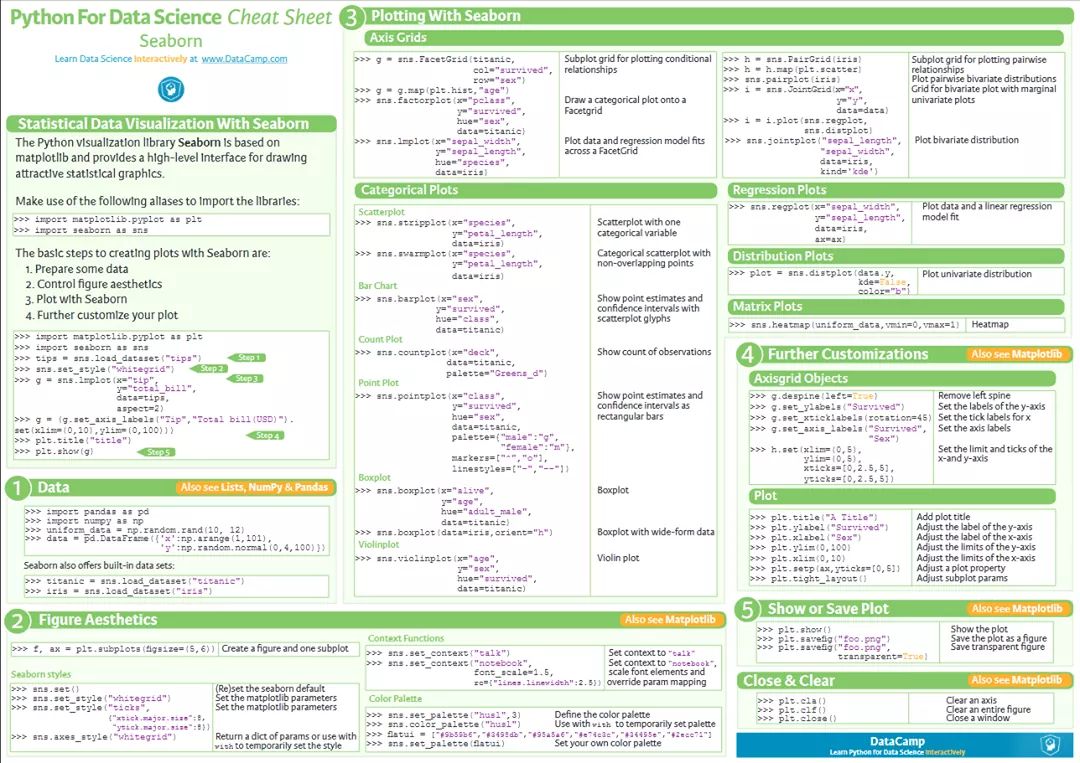 Python For Data Science Cheat Sheet
Seaborn
Learn Data Science Interactively at www.DataCamp.com
Statistical Data Visualization With Seaborn
The Python visualization library Seaborn is based on
matplotlib and provides a high-level interface for drawing
attractive statistical graphics.
Make use of the following aliases to import the libraries:
>>> import matplotlib.pyplot as plt
>>> import seaborn as sns
The basic steps to creating plots with Seaborn are:
1. Prepare some data
2. Control figure aesthetics
3. Plot with Seaborn
4. Further customize your plot
>>> import matplotlib.pyplot as plt
>>> import seaborn as sns
>>> tips = sns.load_dataset("tips") Step 1
>>> sns.set_style("whitegrid") Step 2
>>> g = sns.lmplot(x="tip", Step 3
y="total_bill",
data=tips,
aspect=2)
>>> g = (g.set_axis_labels("Tip","Total bill(USD)").
set(xlim=(0,10),ylim=(0,100)))
>>> plt.title("title") Step 4
>>> plt.show(g) Step 5
1 Data Also see Lists, NumPy & Pandas
>>> import pandas as pd
>>> import numpy as np
>>> uniform_data = np.random.rand(10, 12)
>>> data = pd.DataFrame({'x':np.arange(1,101),
'y':np.random.normal(0,4,100)})
Seaborn also offers built-in data sets:
>>> titanic = sns.load_dataset("titanic")
>>> iris = sns.load_dataset("iris")
2 Figure Aesthetics Also see Matplotlib
>>> f, ax = plt.subplots(figsize=(5,6)) Create a figure and one subplot
Seaborn styles
>>> sns.set() (Re)set the seaborn default
>>> sns.set_style("whitegrid") Set the matplotlib parameters
>>> sns.set_style("ticks", Set the matplotlib parameters
{"xtick.major.size":8,
"ytick.major.size":8})
>>> sns.axes_style("whitegrid") Return a dict of params or use with
with to temporarily set the style
Context Functions
>>> sns.set_context("talk") Set context to "talk"
>>> sns.set_context("notebook", Set context to "notebook",
font_scale=1.5, scale font elements and
rc={"lines.linewidth":2.5}) override param mapping
Color Palette
>>> sns.set_palette("husl",3) Define the color palette
>>> sns.color_palette("husl") Use with with to temporarily set palette
>>> flatui = ["#9b59b6","#3498db","#95a5a6","#e74c3c","#34495e","#2ecc71"]
>>> sns.set_palette(flatui) Set your own color palette
3 Plotting With Seaborn
Axis Grids
>>> g = sns.FacetGrid(titanic, Subplot grid for plotting conditional
col="survived", relationships
row="sex")
>>> g = g.map(plt.hist,"age")
>>> sns.factorplot(x="pclass", Draw a categorical plot onto a
y="survived", Facetgrid
hue="sex",
data=titanic)
>>> sns.lmplot(x="sepal_width", Plot data and regression model fits
y="sepal_length", across a FacetGrid
hue="species",
data=iris)
>>> h = sns.PairGrid(iris) Subplot grid for plotting pairwise
>>> h = h.map(plt.scatter) relationships
>>> sns.pairplot(iris) Plot pairwise bivariate distributions
>>> i = sns.JointGrid(x="x", Grid for bivariate plot with marginal
y="y", univariate plots
data=data)
>>> i = i.plot(sns.regplot,
sns.distplot)
>>> sns.jointplot("sepal_length", Plot bivariate distribution
"sepal_width",
data=iris,
kind='kde')
Categorical Plots
Scatterplot
>>> sns.stripplot(x="species", Scatterplot with one
y="petal_length", categorical variable
data=iris)
>>> sns.swarmplot(x="species", Categorical scatterplot with
y="petal_length", non-overlapping points
data=iris)
Bar Chart
>>> sns.barplot(x="sex", Show point estimates and
y="survived", confidence intervals with
hue="class", scatterplot glyphs
data=titanic)
Count Plot
>>> sns.countplot(x="deck", Show count of observations
data=titanic,
palette="Greens_d")
Point Plot
>>> sns.pointplot(x="class", Show point estimates and
y="survived", confidence intervals as
hue="sex", rectangular bars
data=titanic,
palette={"male":"g",
"female":"m"},
markers=["^","o"],
linestyles=["-","--"])
Boxplot
>>> sns.boxplot(x="alive", Boxplot
y="age",
hue="adult_male",
data=titanic)
>>> sns.boxplot(data=iris,orient="h") Boxplot with wide-form data
Violinplot
>>> sns.violinplot(x="age", Violin plot
y="sex",
hue="survived",
data=titanic)
Regression Plots
>>> sns.regplot(x="sepal_width", Plot data and a linear regression
y="sepal_length", model fit
data=iris,
ax=ax)
Distribution Plots
>>> plot = sns.distplot(data.y, Plot univariate distribution
kde=False,
color="b")
Matrix Plots
>>> sns.heatmap(uniform_data,vmin=0,vmax=1) Heatmap
4 Further Customizations Also see Matplotlib
Axisgrid Objects
>>> g.despine(left=True) Remove left spine
>>> g.set_ylabels("Survived") Set the labels of the y-axis
>>> g.set_xticklabels(rotation=45) Set the tick labels for x
>>> g.set_axis_labels("Survived", Set the axis labels
"Sex")
>>> h.set(xlim=(0,5), Set the limit and ticks of the
ylim=(0,5), x-and y-axis
xticks=[0,2.5,5],
yticks=[0,2.5,5])
Plot
>>> plt.title("A Title") Add plot title
>>> plt.ylabel("Survived") Adjust the label of the y-axis
>>> plt.xlabel("Sex") Adjust the label of the x-axis
>>> plt.ylim(0,100) Adjust the limits of the y-axis
>>> plt.xlim(0,10) Adjust the limits of the x-axis
>>> plt.setp(ax,yticks=[0,5]) Adjust a plot property
>>> plt.tight_layout() Adjust subplot params
5 Show or Save Plot Also see Matplotlib
>>> plt.show() Show the plot
>>> plt.savefig("foo.png") Save the plot as a figure
>>> plt.savefig("foo.png", Save transparent figure
transparent=True)
Close & Clear Also see Matplotlib
>>> plt.cla() Clear an axis
>>> plt.clf() Clear an entire figure
>>> plt.close() Close a window
DataCamp
Learn Python for Data Science Interactively